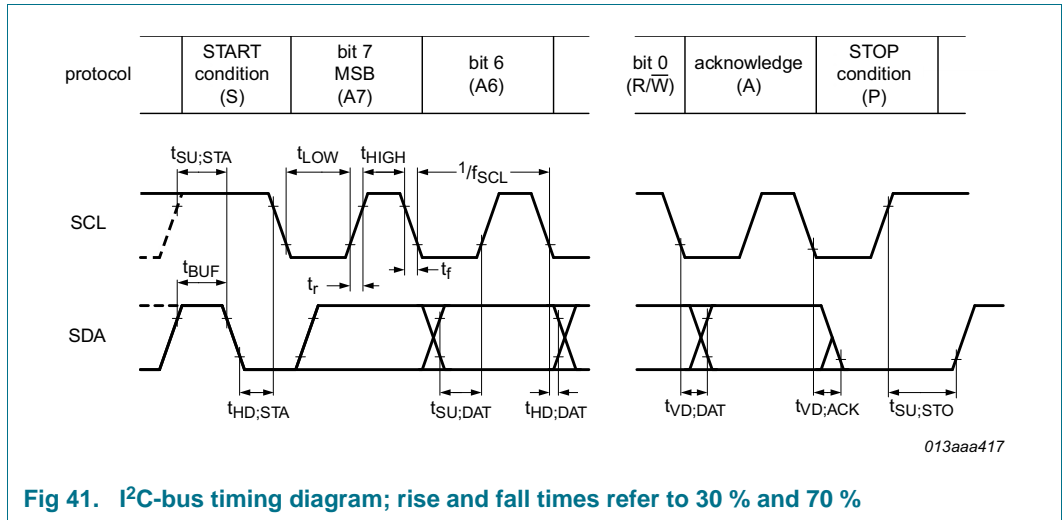 protocol
START
condition
(S)
bit 7
MSB
(A7)
bit 6
(A6)
bit 0
(R/W̅)
acknowledge
(A)
STOP
condition
(P)
tSU;STA
tLOW
tHIGH
1/fSCL
SCL
tBUF
tr
tf
SDA
tHD;STA
tSU;DAT
tHD;DAT
tVD;DAT
tVD;ACK
tSU;STO
013aaa417
Fig 41. I²C-bus timing diagram; rise and fall times refer to 30 % and 70 %